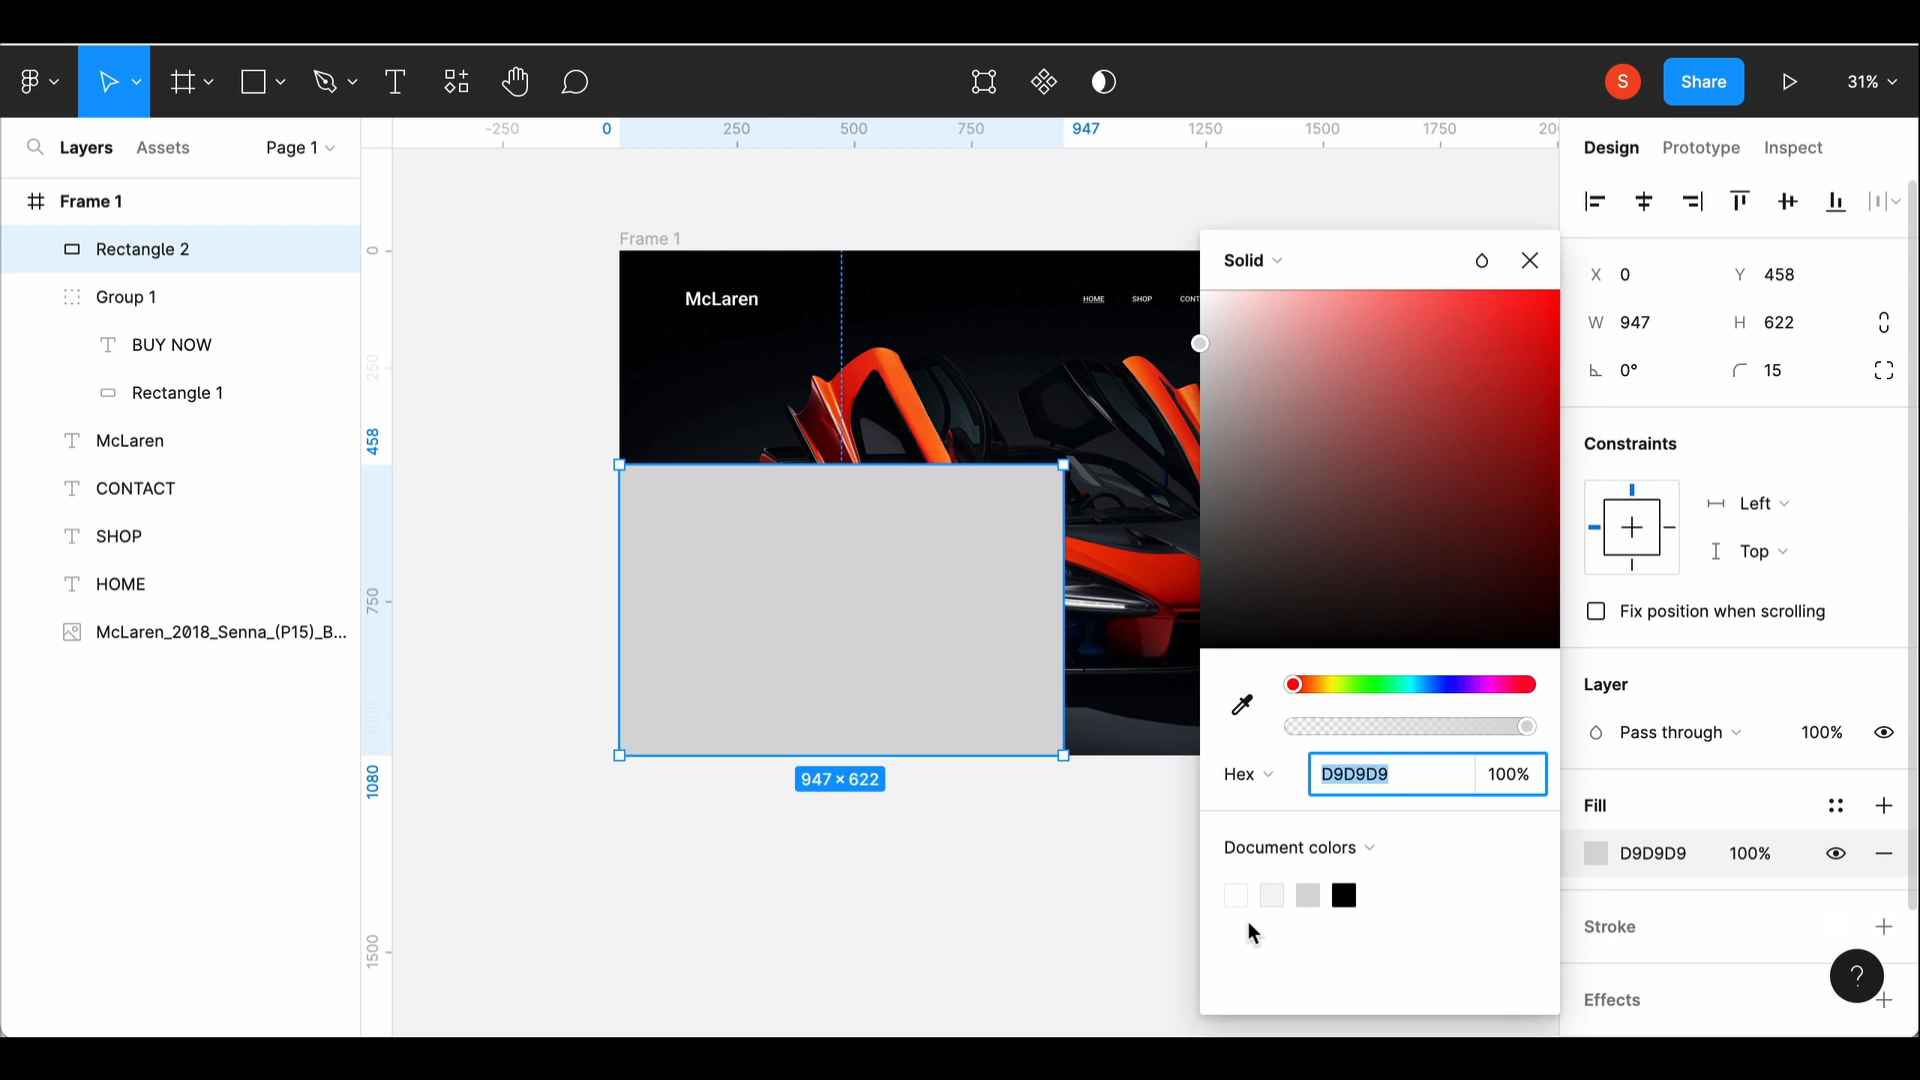 S
Share
31%
Layers
Assets
Page 1
-250
0
250
500
750
947
1250
1500
1750
Design
Prototype
Inspect
Frame 1
Rectangle 2
Group 1
BUY NOW
Rectangle 1
McLaren
CONTACT
SHOP
HOME
McLaren_2018_Senna_(P15)_B...
0
250
458
750
1080
1500
Frame 1
McLaren
HOME
SHOP
CONT
947 × 622
Solid
Hex
D9D9D9
100%
Document colors
X 0
Y 458
W 947
H 622
0°
15
Constraints
Left
Top
Fix position when scrolling
Layer
Pass through
100%
Fill
D9D9D9
100%
Stroke
Effects
?